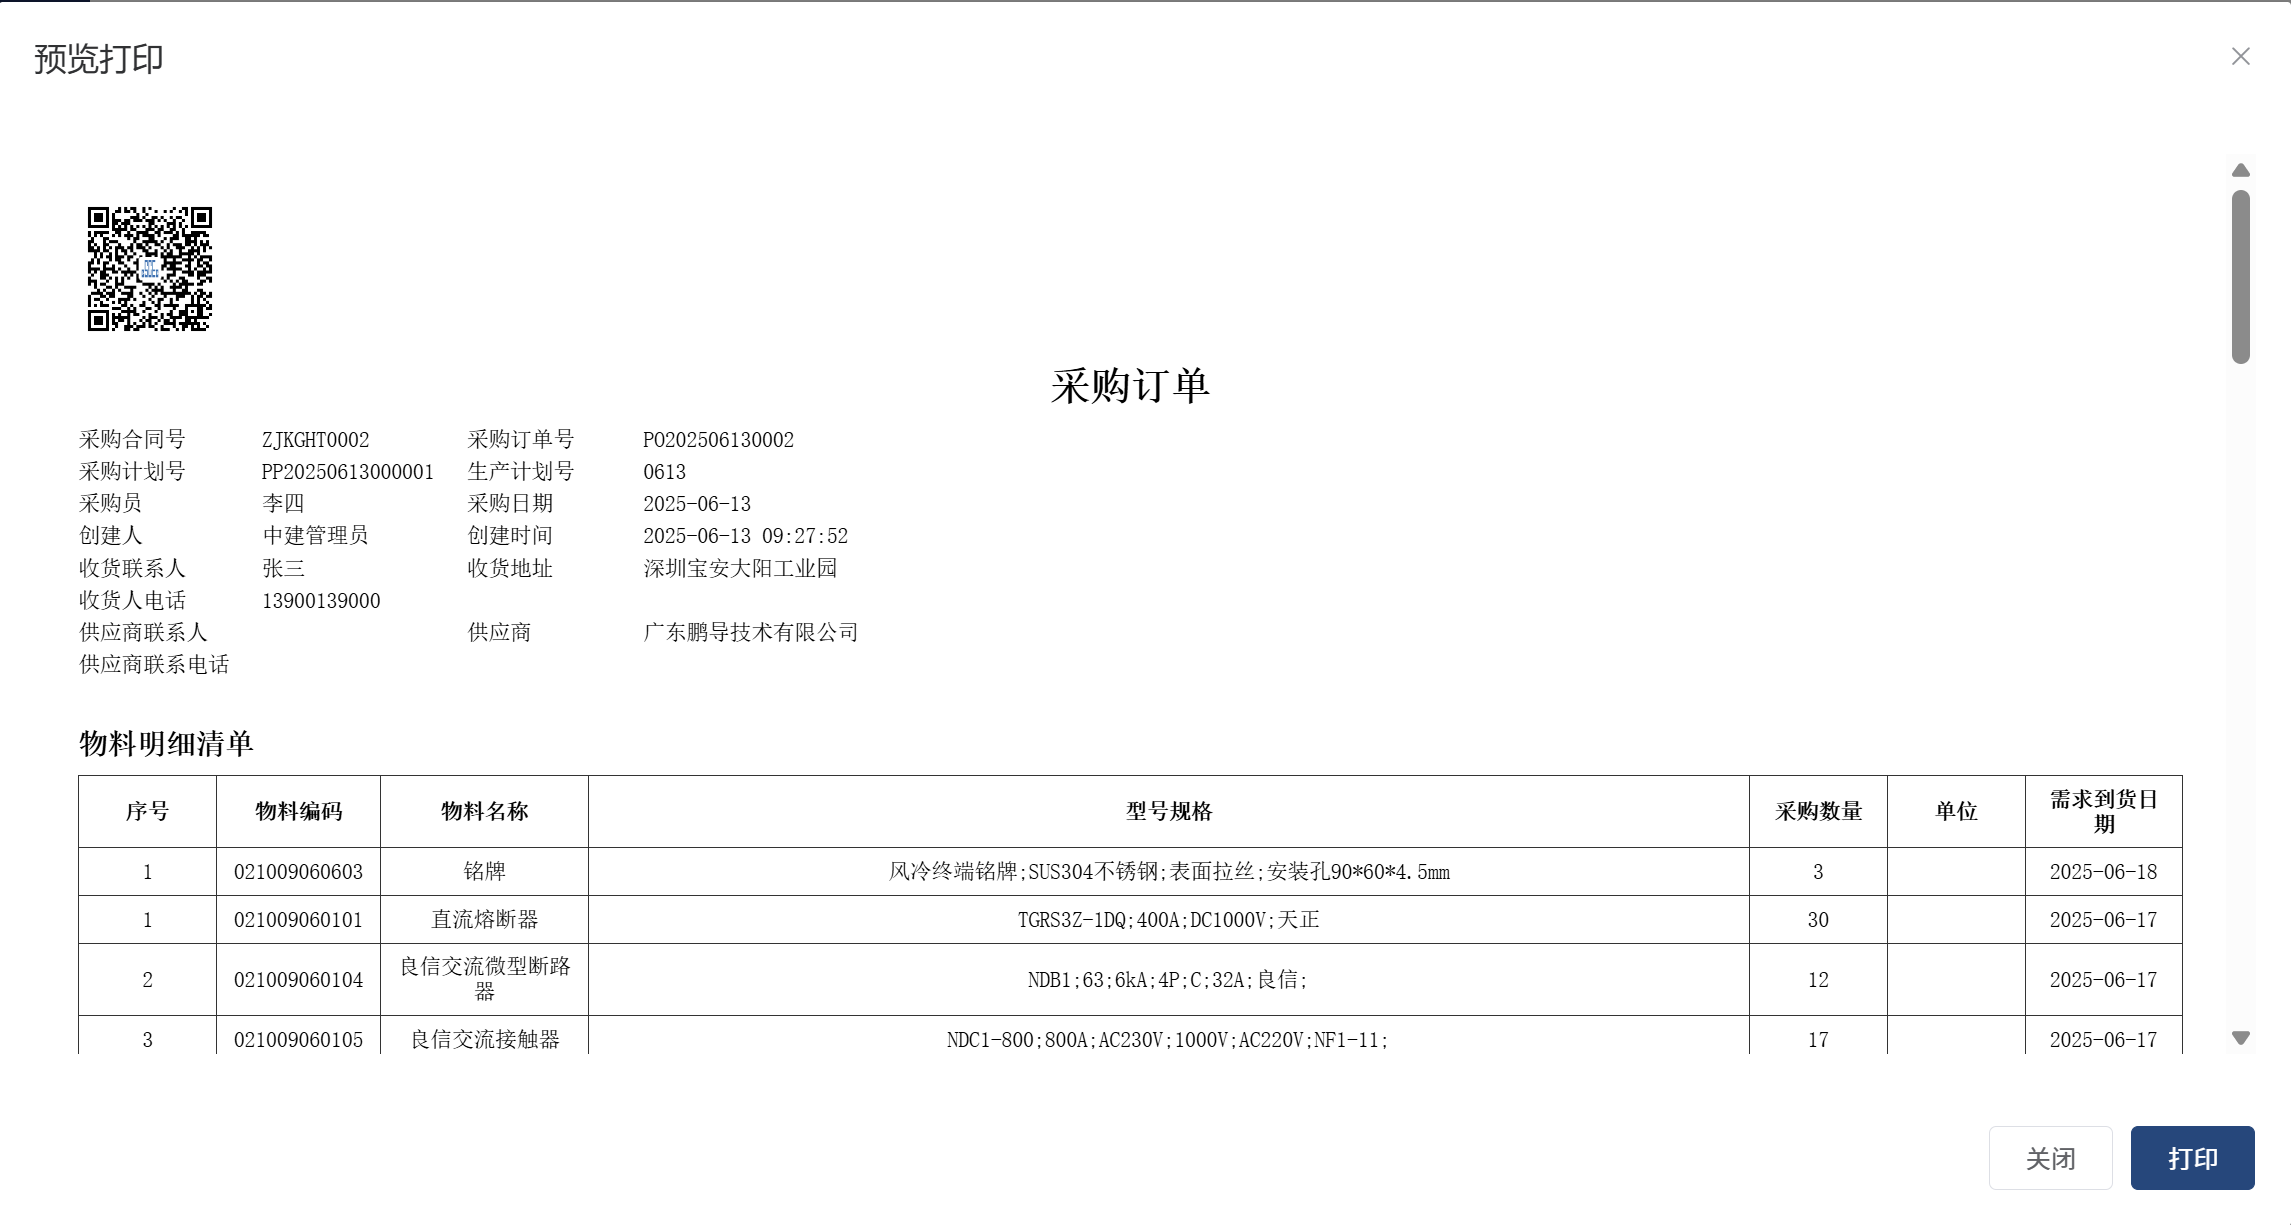 预览打印
采购订单
采购合同号 ZJKGHT0002 采购订单号 PO202506130002
采购计划号 PP20250613000001 生产计划号 0613
采购员 李四 采购日期 2025-06-13
创建人 中建管理员 创建时间 2025-06-13 09:27:52
收货联系人 张三 收货地址 深圳宝安大阳工业园
收货人电话 13900139000
供应商联系人 供应商 广东鹏导技术有限公司
供应商联系电话
物料明细清单
序号 物料编码 物料名称 型号规格 采购数量 单位 需求到货日期
1 021009060603 铭牌 风冷终端铭牌;SUS304不锈钢;表面拉丝;安装孔90*60*4.5mm 3 2025-06-18
1 021009060101 直流熔断器 TGRS3Z-1DQ;400A;DC1000V;天正 30 2025-06-17
2 021009060104 良信交流微型断路器 NDB1;63;6kA;4P;C;32A;良信; 12 2025-06-17
3 021009060105 良信交流接触器 NDC1-800;800A;AC230V;1000V;AC220V;NF1-11; 17 2025-06-17
关闭 打印